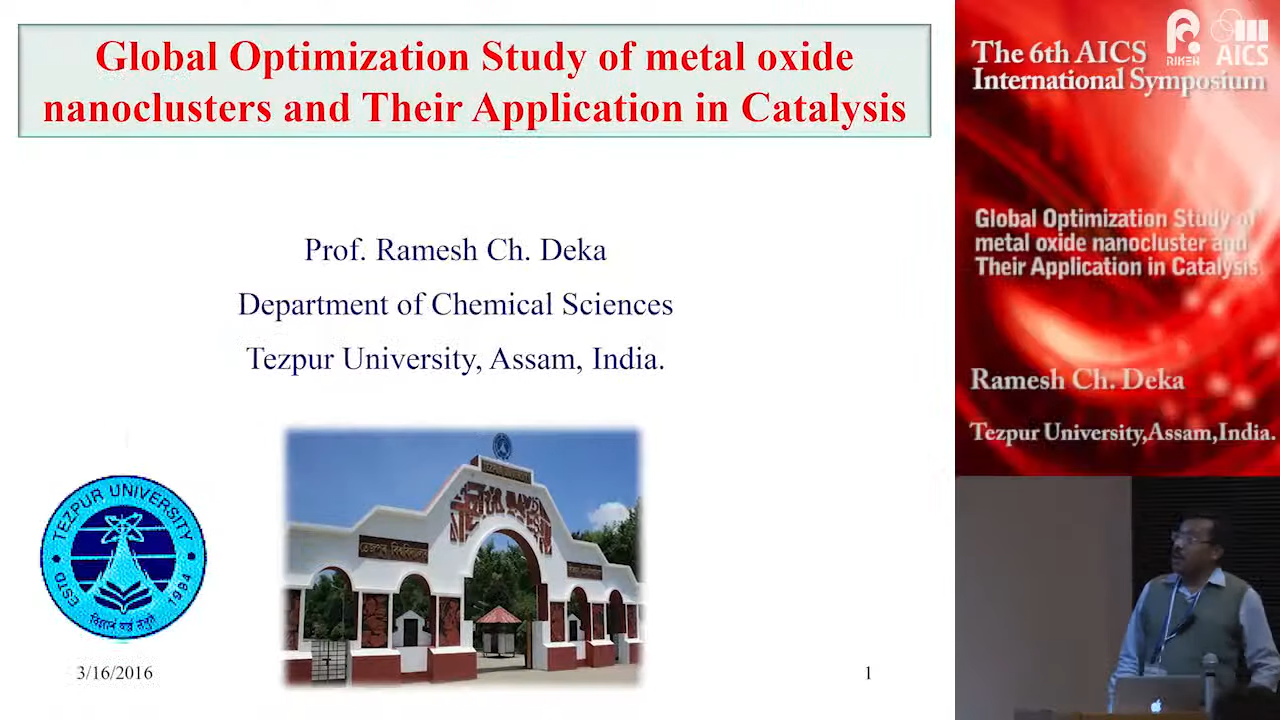 Global Optimization Study of metal oxide
nanoclusters and Their Application in Catalysis
Prof. Ramesh Ch. Deka
Department of Chemical Sciences
Tezpur University, Assam, India.
TEZPUR UNIVERSITY
ESTD 1994
তেজপুর বিশ্ববিদ্যালয়
3/16/2016
1
RIKEN
AICS
The 6th AICS
International Symposium
Global Optimization Study of
metal oxide nanocluster and
Their Application in Catalysis
Ramesh Ch. Deka
Tezpur University,Assam,India.